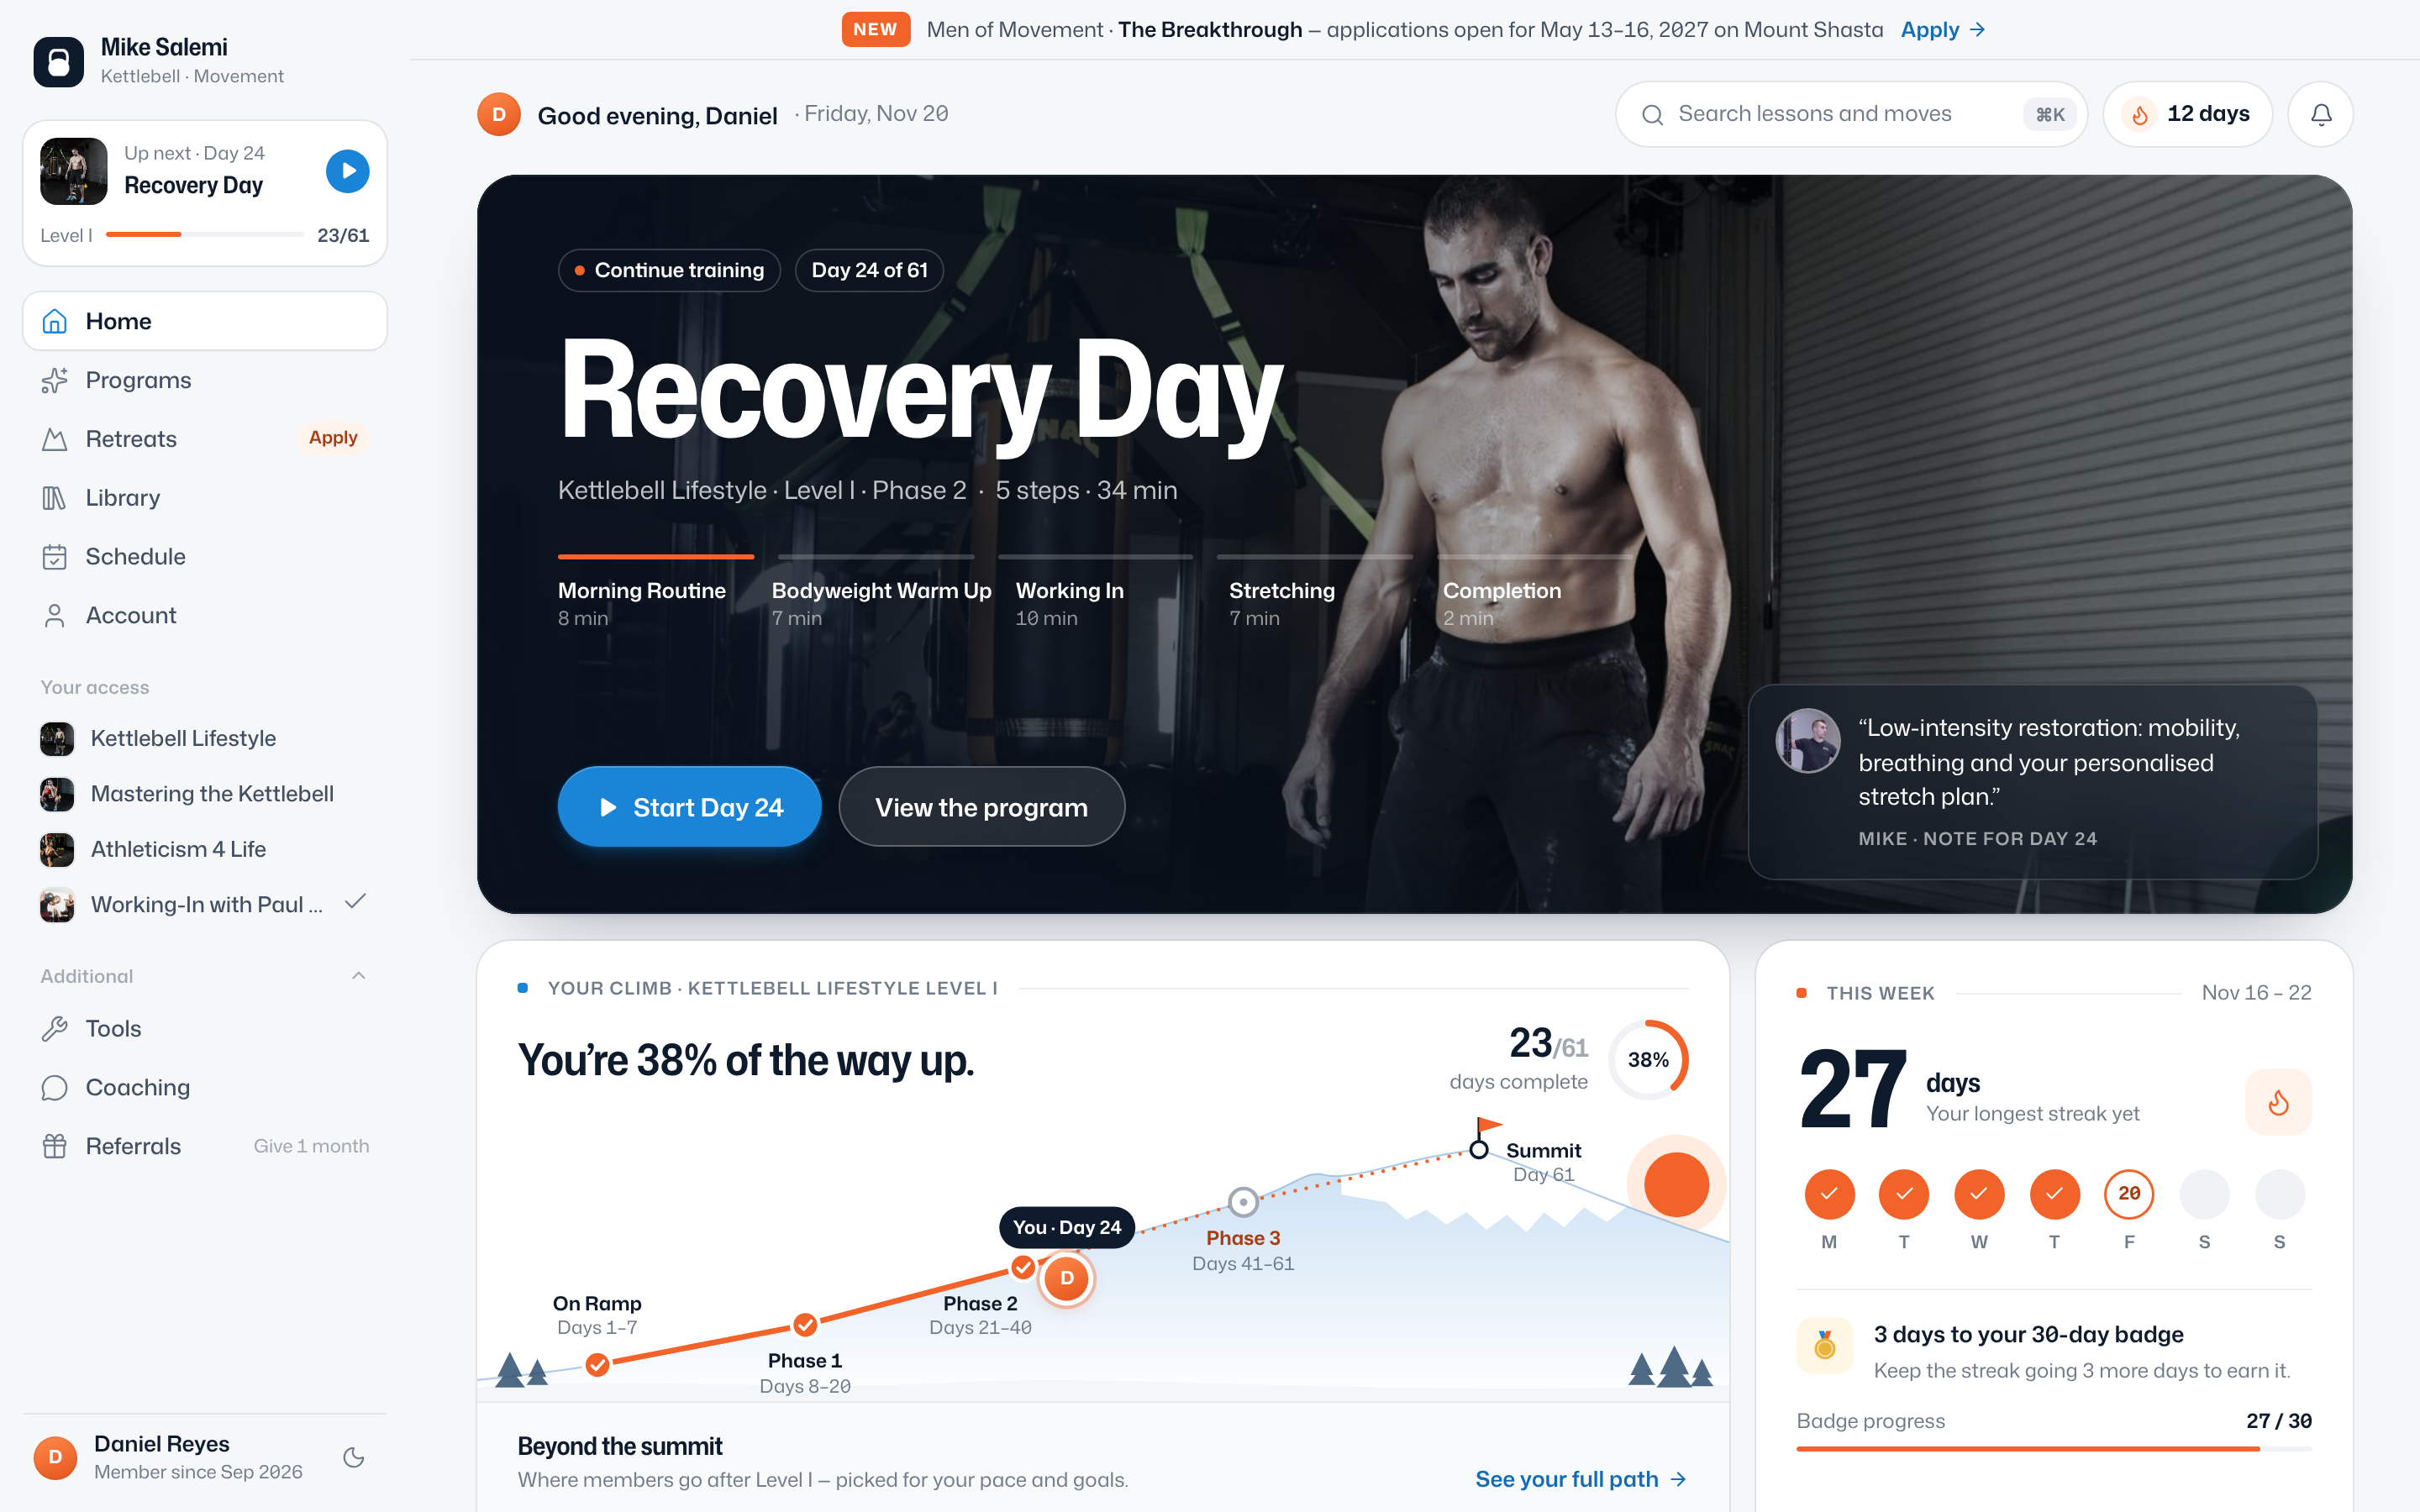 NEW Men of Movement · The Breakthrough — applications open for May 13–16, 2027 on Mount Shasta Apply →
Mike Salemi
Kettlebell · Movement
Up next · Day 24
Recovery Day
Level I 23/61
Home
Programs
Retreats Apply
Library
Schedule
Account
Your access
Kettlebell Lifestyle
Mastering the Kettlebell
Athleticism 4 Life
Working-In with Paul ...
Additional
Tools
Coaching
Referrals Give 1 month
D Daniel Reyes
Member since Sep 2026
D Good evening, Daniel · Friday, Nov 20
Search lessons and moves ⌘K
12 days
Continue training Day 24 of 61
Recovery Day
Kettlebell Lifestyle · Level I · Phase 2 · 5 steps · 34 min
Morning Routine Bodyweight Warm Up Working In Stretching Completion
8 min 7 min 10 min 7 min 2 min
Start Day 24 View the program
“Low-intensity restoration: mobility,
breathing and your personalised
stretch plan.”
MIKE · NOTE FOR DAY 24
YOUR CLIMB · KETTLEBELL LIFESTYLE LEVEL I
You’re 38% of the way up.
23/61
days complete
38%
Summit
Day 61
You · Day 24
D
Phase 3
Days 41–61
On Ramp
Days 1–7
Phase 2
Days 21–40
Phase 1
Days 8–20
Beyond the summit
Where members go after Level I — picked for your pace and goals.
See your full path →
THIS WEEK Nov 16 – 22
27 days
Your longest streak yet
20
M T W T F S S
3 days to your 30-day badge
Keep the streak going 3 more days to earn it.
Badge progress 27 / 30